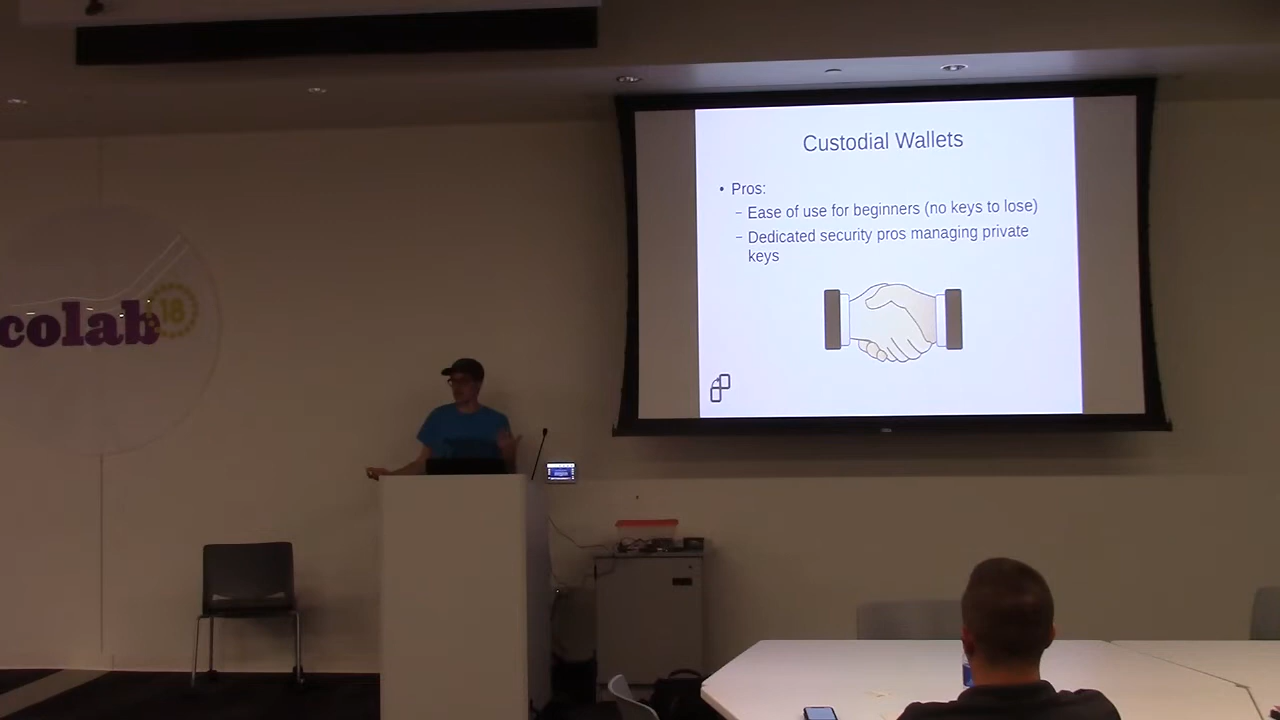 Custodial Wallets
• Pros:
– Ease of use for beginners (no keys to lose)
– Dedicated security pros managing private
keys
colab
18